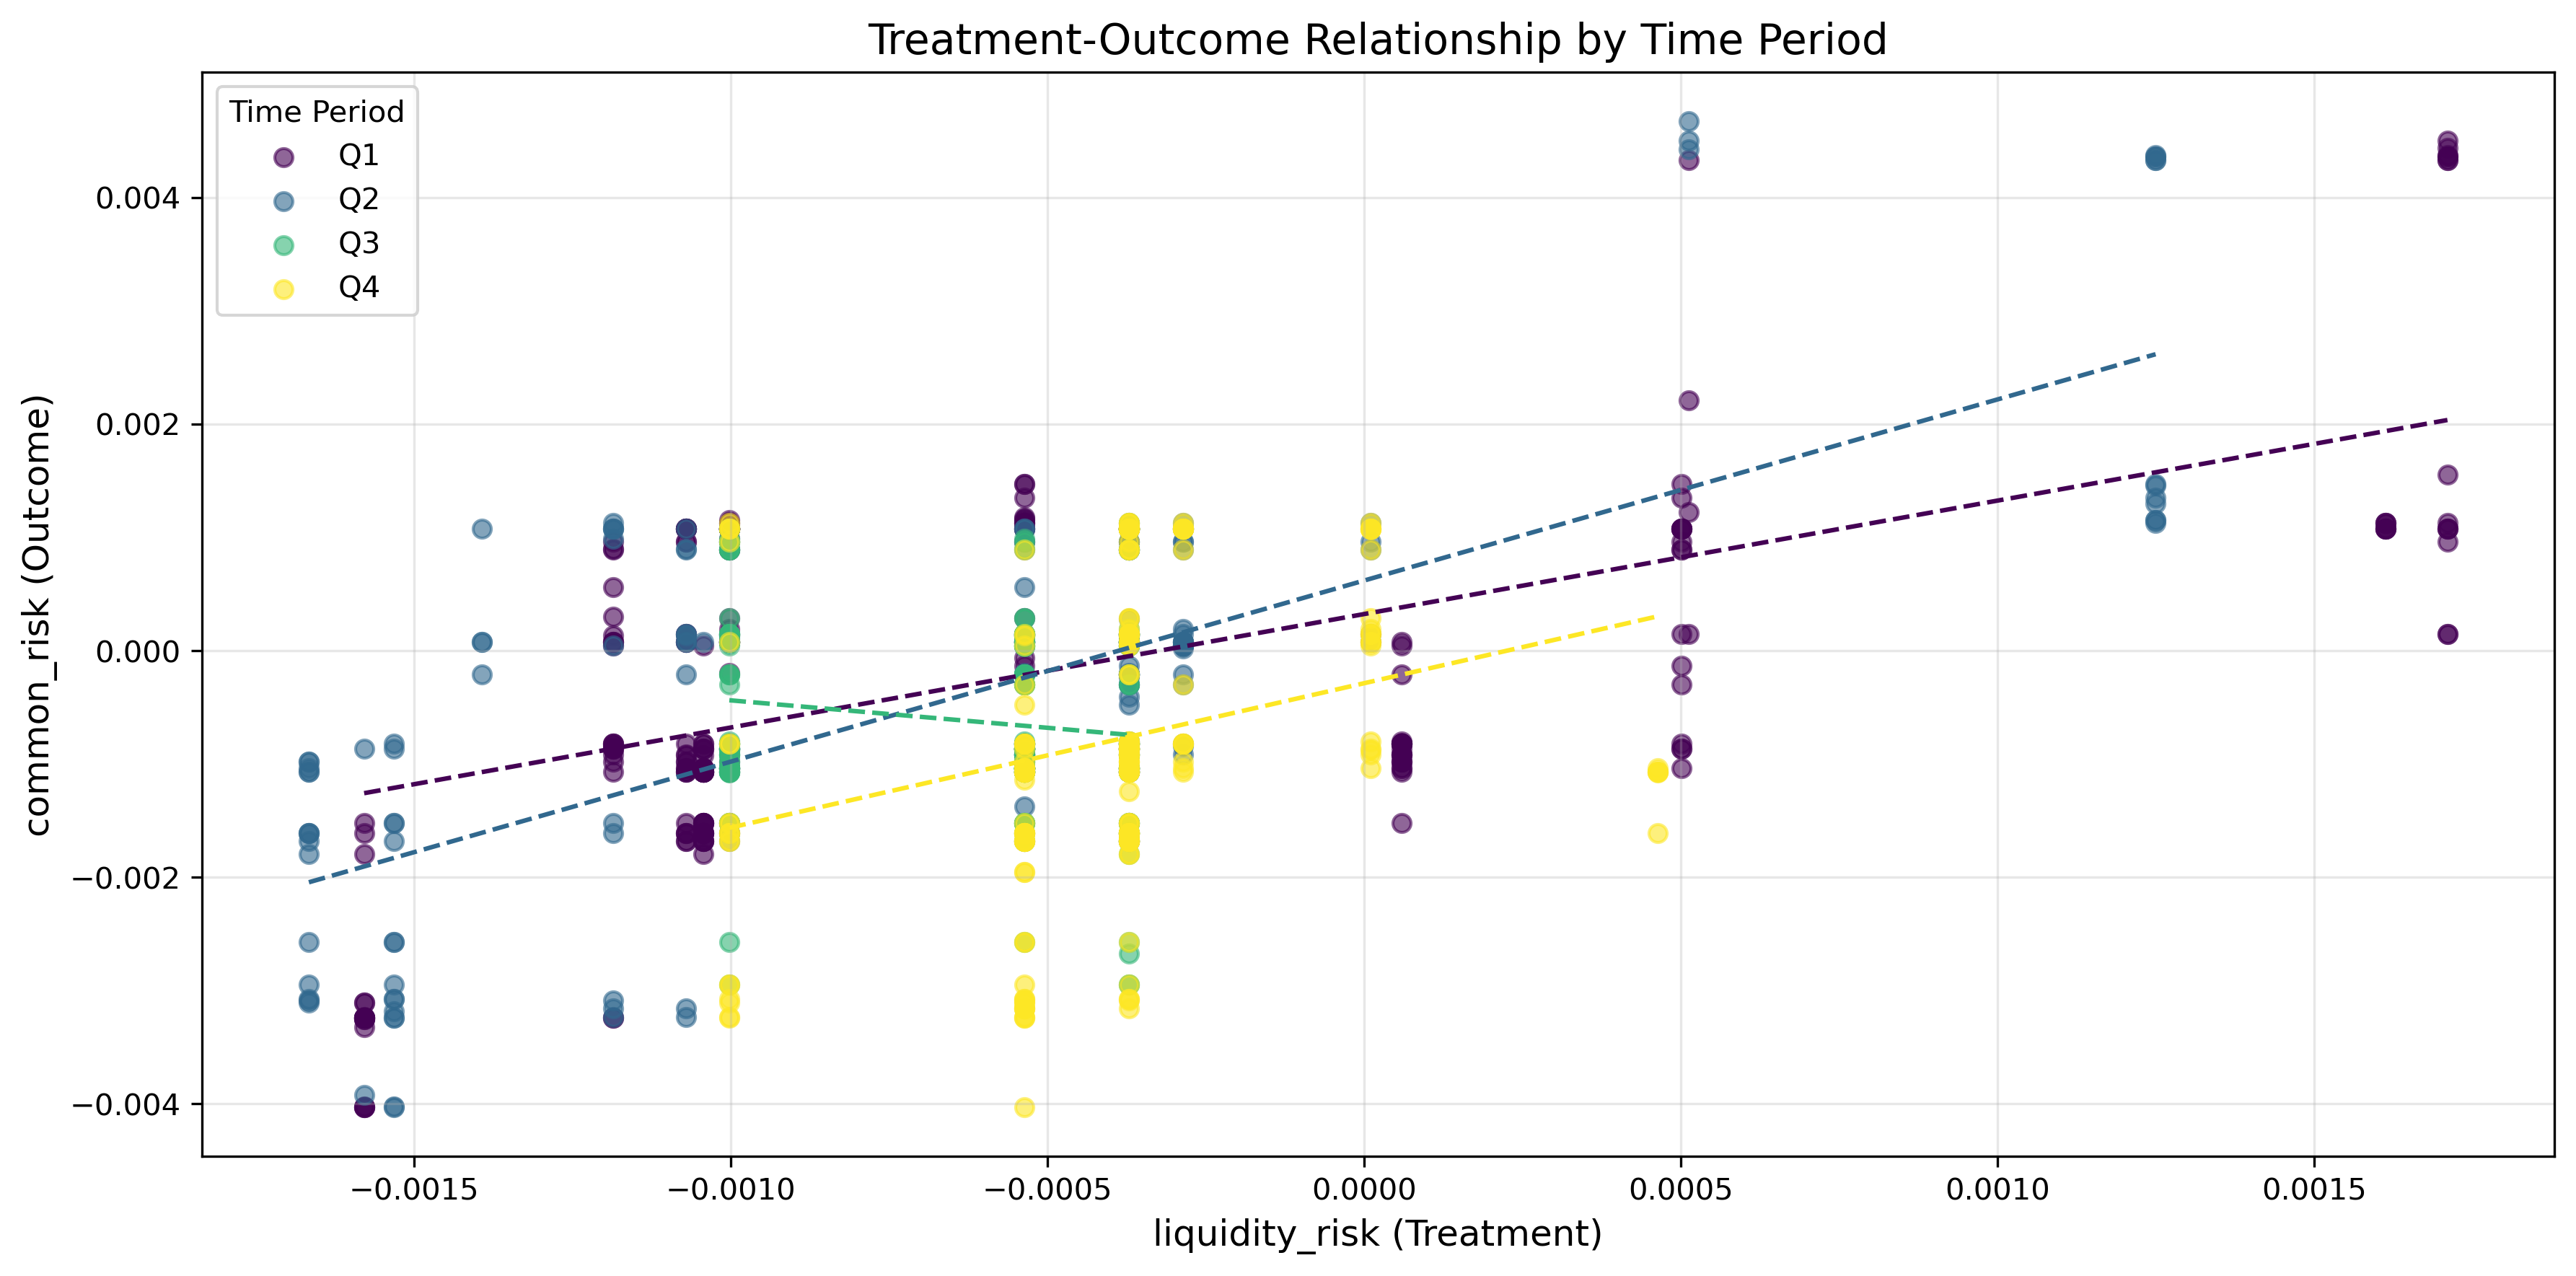 Treatment-Outcome Relationship by Time Period
Time Period
Q1
Q2
Q3
Q4
common_risk (Outcome)
0.004
0.002
0.000
−0.002
−0.004
−0.0015
−0.0010
−0.0005
0.0000
0.0005
0.0010
0.0015
liquidity_risk (Treatment)